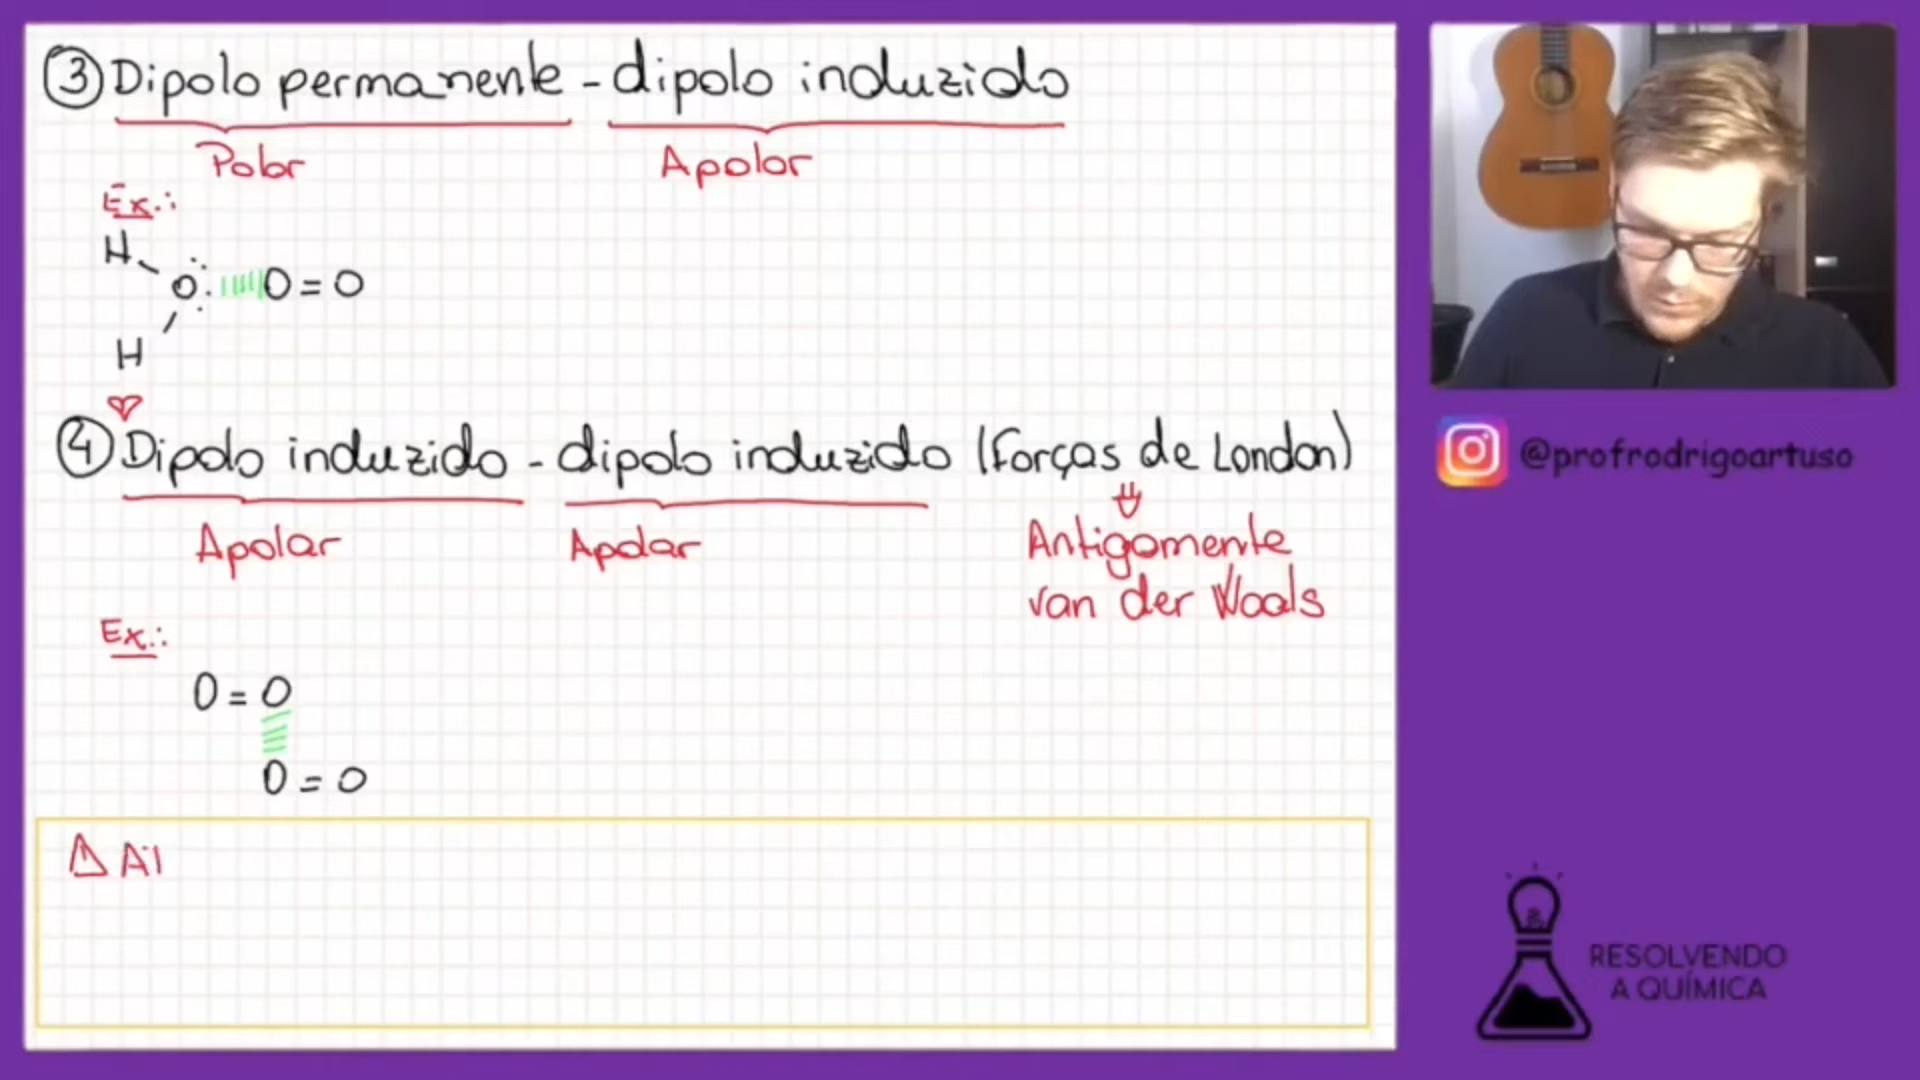 ③ Dipolo permanente - dipolo induzido
Polar Apolar
Ex.:
H
O O = O
H
④ Dipolo induzido - dipolo induzido (Forças de London)
Apolar Apolar Antigamente
van der Waals
Ex.:
O = O
O = O
Ai
@profrodrigoartuso
RESOLVENDO
A QUÍMICA